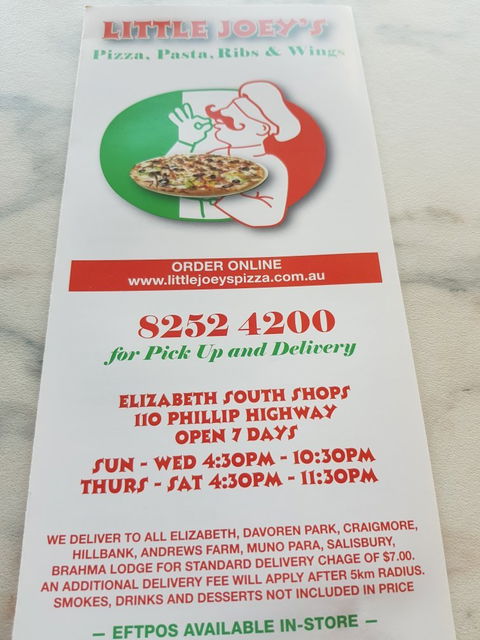 LITTLE JOEY'S
Pizza, Pasta, Ribs & Wings
ORDER ONLINE
www.littlejoeyspizza.com.au
8252 4200
for Pick Up and Delivery
ELIZABETH SOUTH SHOPS
110 PHILLIP HIGHWAY
OPEN 7 DAYS
SUN - WED 4:30PM - 10:30PM
THURS - SAT 4:30PM - 11:30PM
WE DELIVER TO ALL ELIZABETH, DAVOREN PARK, CRAIGMORE,
HILLBANK, ANDREWS FARM, MUNO PARA, SALISBURY,
BRAHMA LODGE FOR STANDARD DELIVERY CHAGE OF $7.00.
AN ADDITIONAL DELIVERY FEE WILL APPLY AFTER 5km RADIUS.
SMOKES, DRINKS AND DESSERTS NOT INCLUDED IN PRICE
— EFTPOS AVAILABLE IN-STORE —